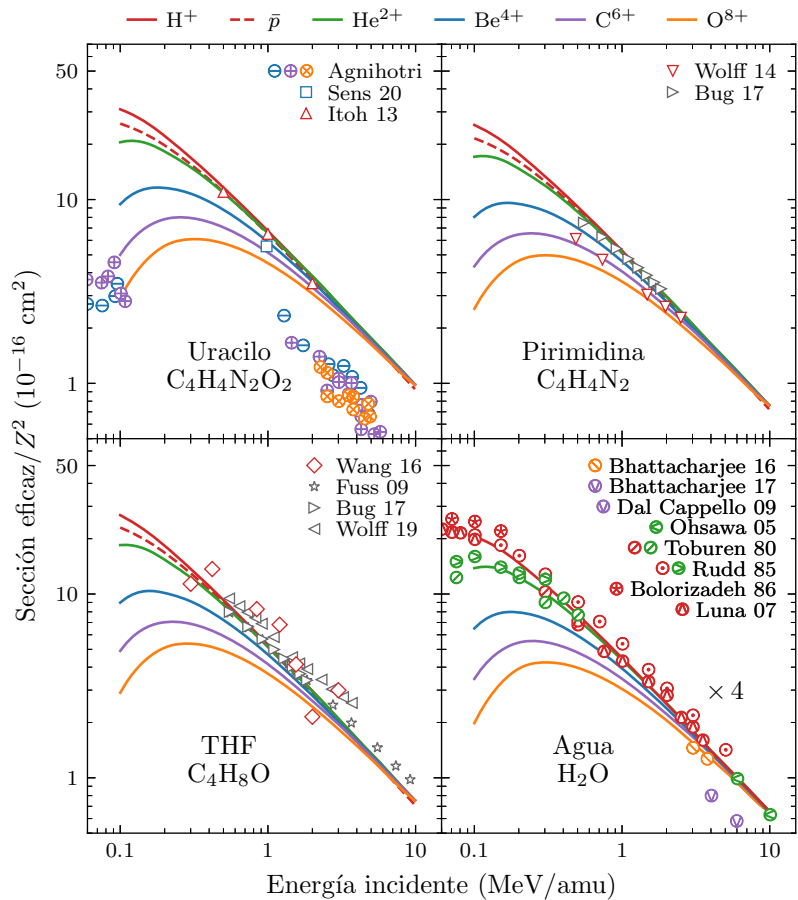 H⁺ p̄ He²⁺ Be⁴⁺ C⁶⁺ O⁸⁺
Agnihotri
Sens 20
Itoh 13
50
10
1
Uracilo
C₄H₄N₂O₂
Wolff 14
Bug 17
Pirimidina
C₄H₄N₂
Wang 16
Fuss 09
Bug 17
Wolff 19
50
10
1
THF
C₄H₈O
0.1 1 10
Bhattacharjee 16
Bhattacharjee 17
Dal Cappello 09
Ohsawa 05
Toburen 80
Rudd 85
Bolorizadeh 86
Luna 07
× 4
Agua
H₂O
0.1 1 10
Sección eficaz/Z² (10⁻¹⁶ cm²)
Energía incidente (MeV/amu)